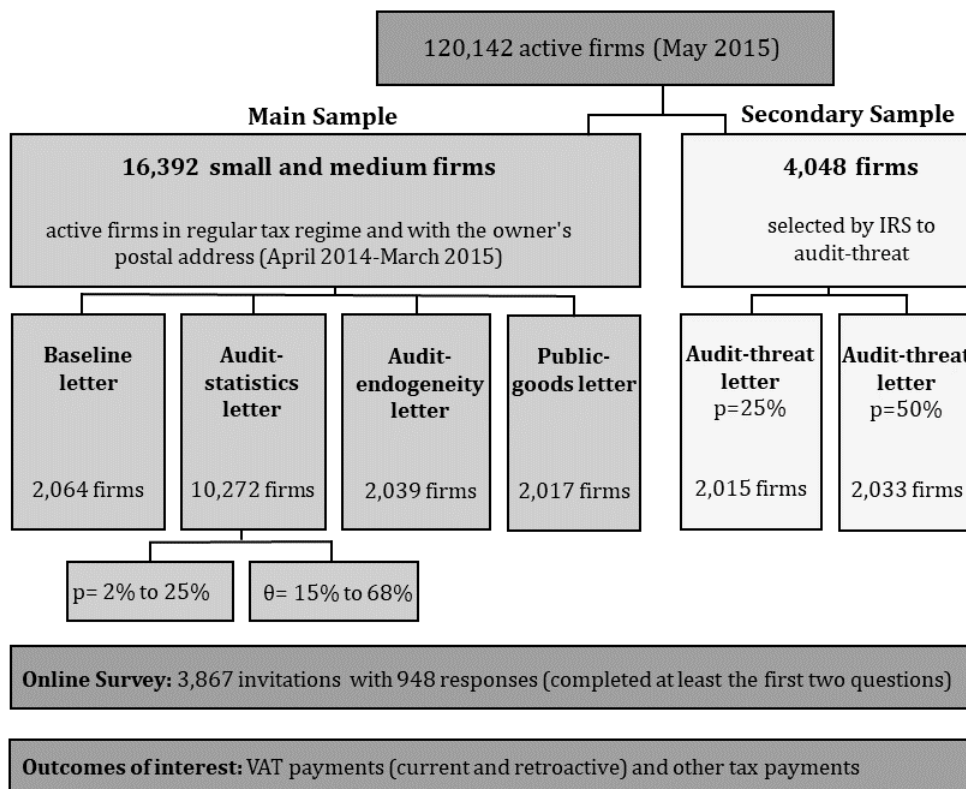 120,142 active firms (May 2015)
Main Sample
16,392 small and medium firms
active firms in regular tax regime and with the owner's
postal address (April 2014-March 2015)
Secondary Sample
4,048 firms
selected by IRS to
audit-threat
Baseline
letter
2,064 firms
Audit-
statistics
letter
10,272 firms
Audit-
endogeneity
letter
2,039 firms
Public-
goods letter
2,017 firms
Audit-threat
letter
p=25%
2,015 firms
Audit-threat
letter
p=50%
2,033 firms
p= 2% to 25%
θ= 15% to 68%
Online Survey: 3,867 invitations with 948 responses (completed at least the first two questions)
Outcomes of interest: VAT payments (current and retroactive) and other tax payments